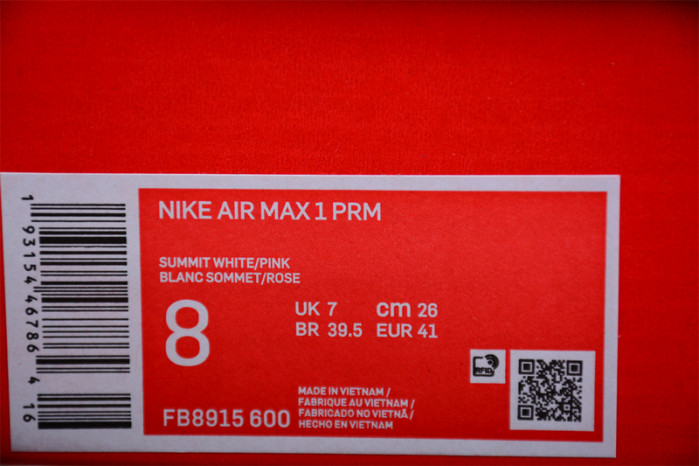 NIKE AIR MAX 1 PRM
SUMMIT WHITE/PINK
BLANC SOMMET/ROSE
8
UK 7 cm 26
BR 39.5 EUR 41
RFID
FB8915 600
MADE IN VIETNAM /
FABRIQUE AU VIETNAM /
FABRICADO NO VIETNÃ /
HECHO EN VIETNAM
1 93154 46786 4 16